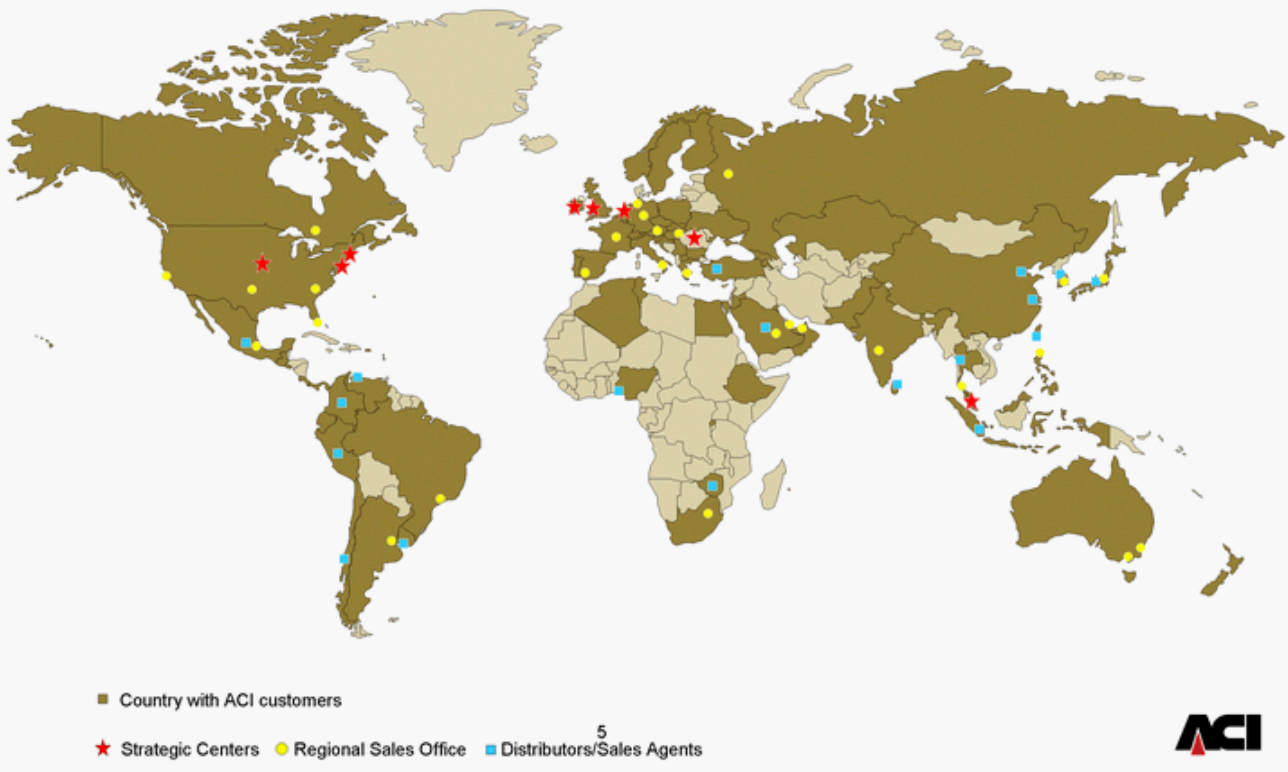 Country with ACI customers
5
Strategic Centers Regional Sales Office Distributors/Sales Agents
ACI